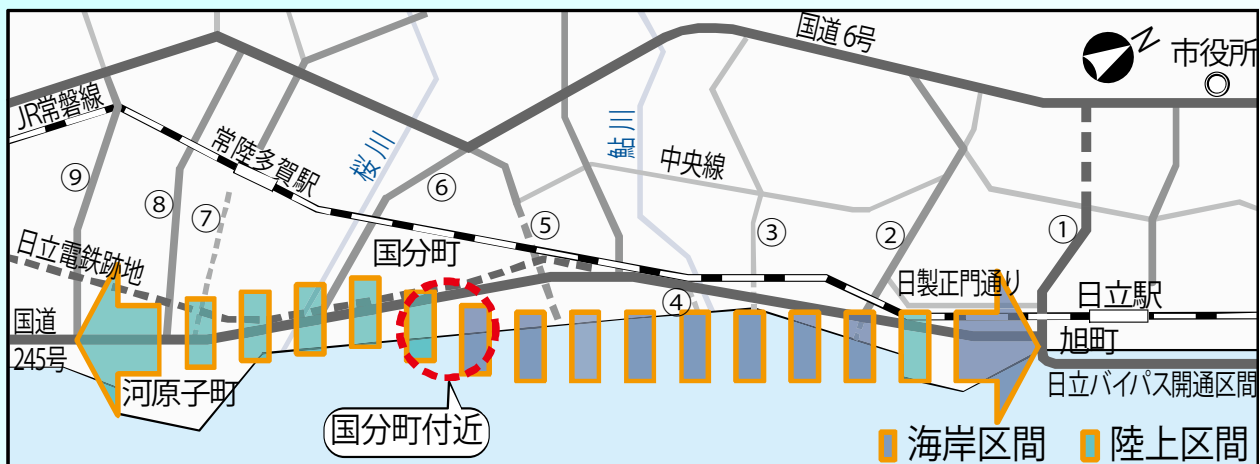 国道6号
N
市役所
JR常磐線
常陸多賀駅
桜川
鮎川
中央線
⑨
⑧
⑦
⑥
⑤
③
②
①
国分町
日立電鉄跡地
④
日製正門通り
日立駅
国道
245号
旭町
河原子町
日立バイパス開通区間
国分町付近
海岸区間
陸上区間